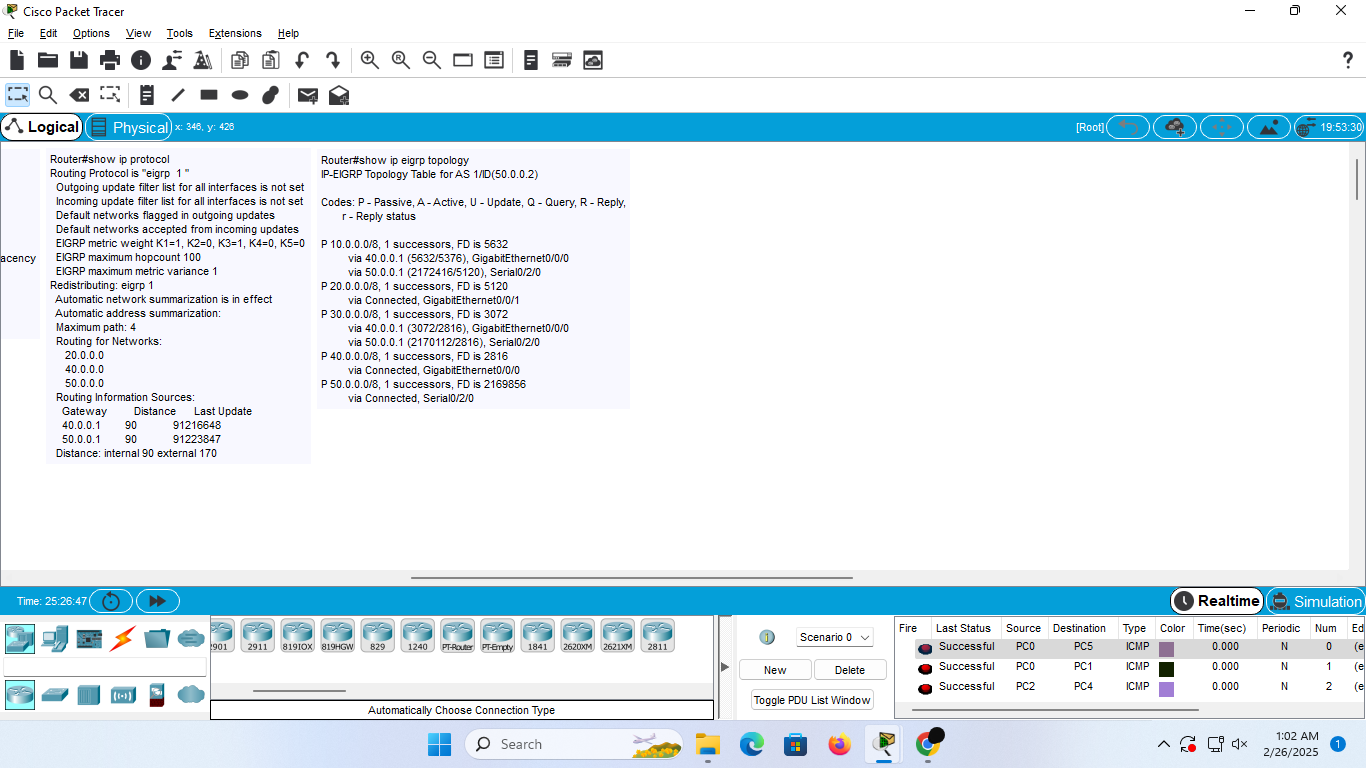 Cisco Packet Tracer
File Edit Options View Tools Extensions Help
Logical Physical x: 346, y: 426 [Root] 19:53:30
acency
Router#show ip protocol
Routing Protocol is "eigrp 1 "
Outgoing update filter list for all interfaces is not set
Incoming update filter list for all interfaces is not set
Default networks flagged in outgoing updates
Default networks accepted from incoming updates
EIGRP metric weight K1=1, K2=0, K3=1, K4=0, K5=0
EIGRP maximum hopcount 100
EIGRP maximum metric variance 1
Redistributing: eigrp 1
Automatic network summarization is in effect
Automatic address summarization:
Maximum path: 4
Routing for Networks:
20.0.0.0
40.0.0.0
50.0.0.0
Routing Information Sources:
Gateway Distance Last Update
40.0.0.1 90 91216648
50.0.0.1 90 91223847
Distance: internal 90 external 170
Router#show ip eigrp topology
IP-EIGRP Topology Table for AS 1/ID(50.0.0.2)
Codes: P - Passive, A - Active, U - Update, Q - Query, R - Reply,
r - Reply status
P 10.0.0.0/8, 1 successors, FD is 5632
via 40.0.0.1 (5632/5376), GigabitEthernet0/0/0
via 50.0.0.1 (2172416/5120), Serial0/2/0
P 20.0.0.0/8, 1 successors, FD is 5120
via Connected, GigabitEthernet0/0/1
P 30.0.0.0/8, 1 successors, FD is 3072
via 40.0.0.1 (3072/2816), GigabitEthernet0/0/0
via 50.0.0.1 (2170112/2816), Serial0/2/0
P 40.0.0.0/8, 1 successors, FD is 2816
via Connected, GigabitEthernet0/0/0
P 50.0.0.0/8, 1 successors, FD is 2169856
via Connected, Serial0/2/0
Time: 25:26:47 Realtime Simulation
2901 2911 819IOX 819HGW 829 1240 PT-Router PT-Empty 1841 2620XM 2621XM 2811
Automatically Choose Connection Type
Scenario 0
New Delete
Toggle PDU List Window
Fire Last Status Source Destination Type Color Time(sec) Periodic Num Edi
Successful PC0 PC5 ICMP 0.000 N 0 (e
Successful PC0 PC1 ICMP 0.000 N 1 (e
Successful PC2 PC4 ICMP 0.000 N 2 (e
Search
1:02 AM
2/26/2025
1